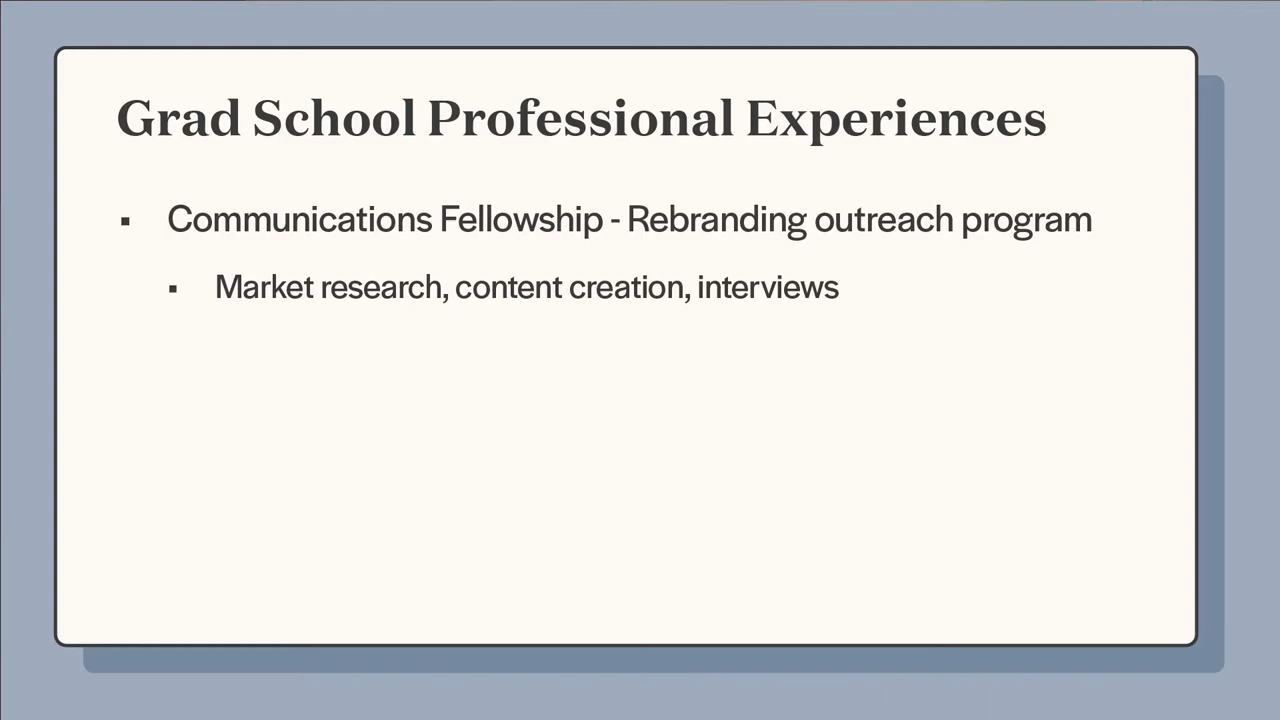 Grad School Professional Experiences
▪ Communications Fellowship - Rebranding outreach program
▪ Market research, content creation, interviews